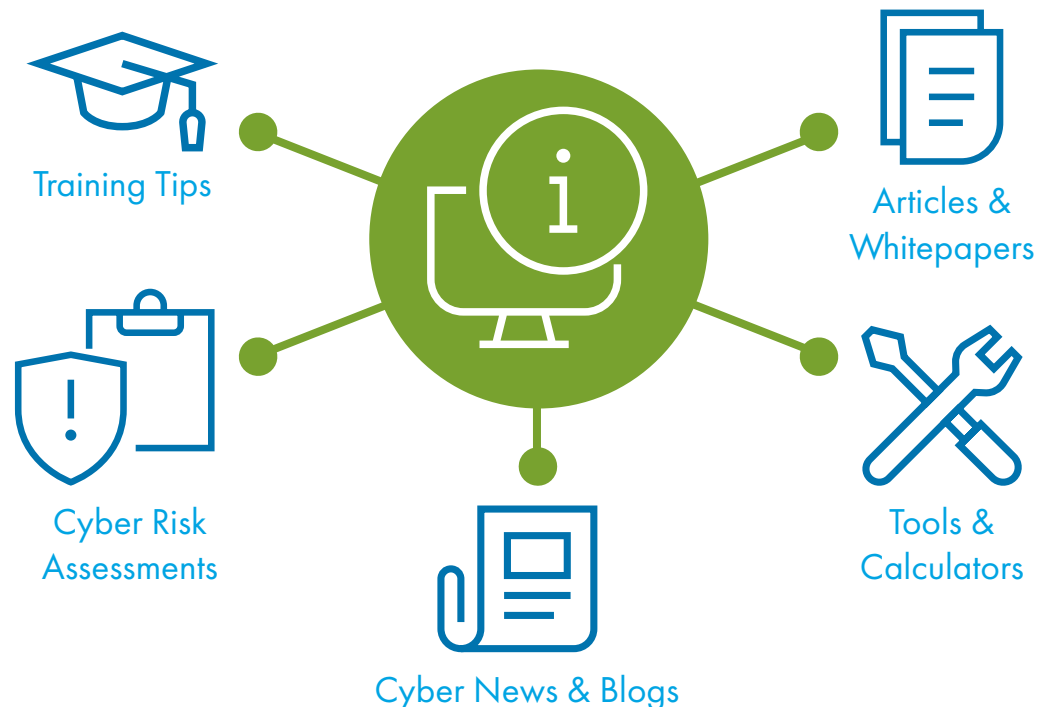 Training Tips
Articles &
Whitepapers
Cyber Risk
Assessments
Tools &
Calculators
Cyber News & Blogs